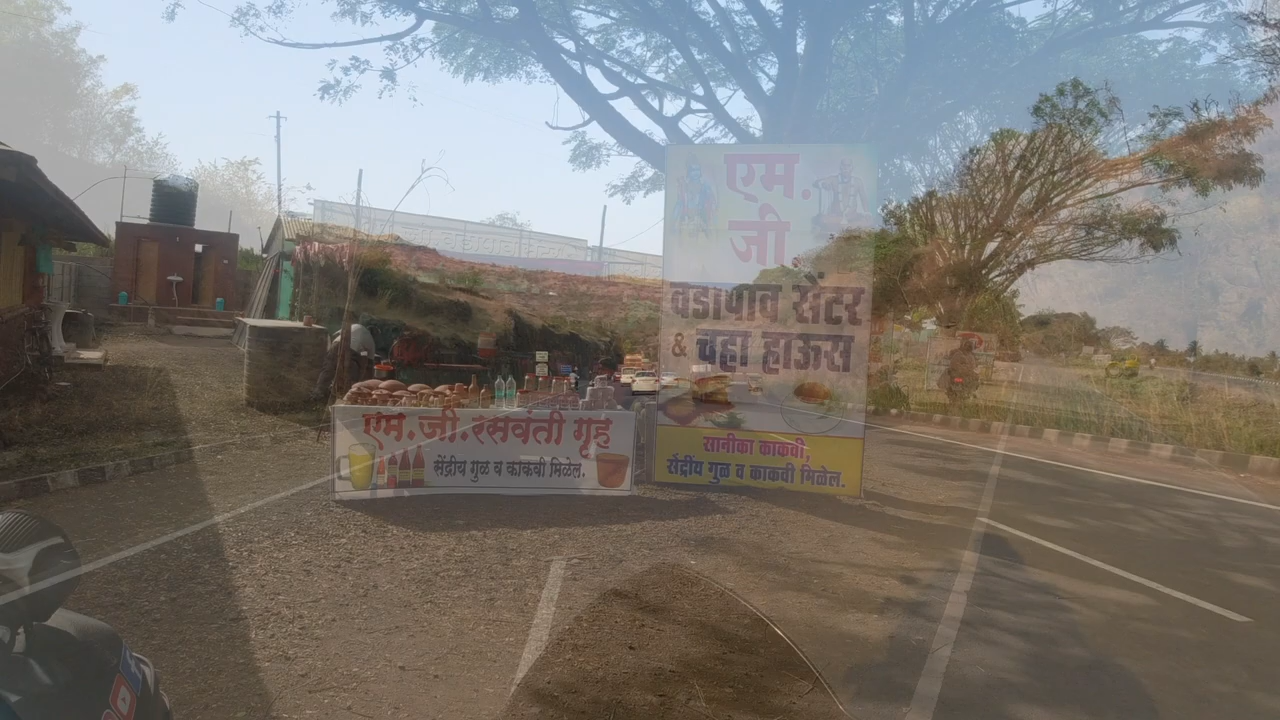 एम.
जी
वडापाव सेंटर
& चहा हाऊस
सानीका काकवी,
सेंद्रीय गुळ व काकवी मिळेल.
एम.जी.रसवंती गृह
सेंद्रीय गुळ व काकवी मिळेल.